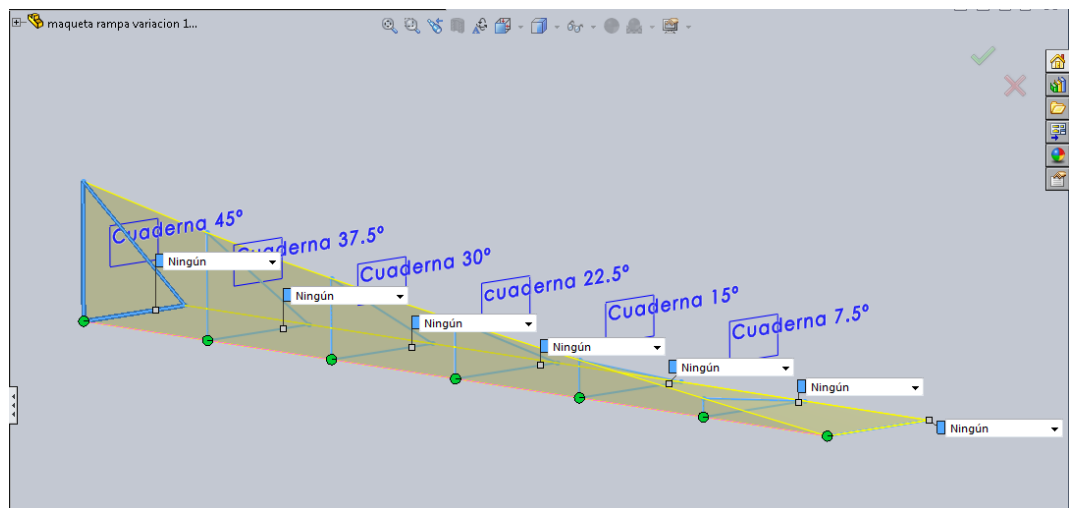 maqueta rampa variacion 1...
Cuaderna 45º
Cuaderna 37.5º
Cuaderna 30º
Cuaderna 22.5º
Cuaderna 15º
Cuaderna 7.5º
Ningún
Ningún
Ningún
Ningún
Ningún
Ningún
Ningún